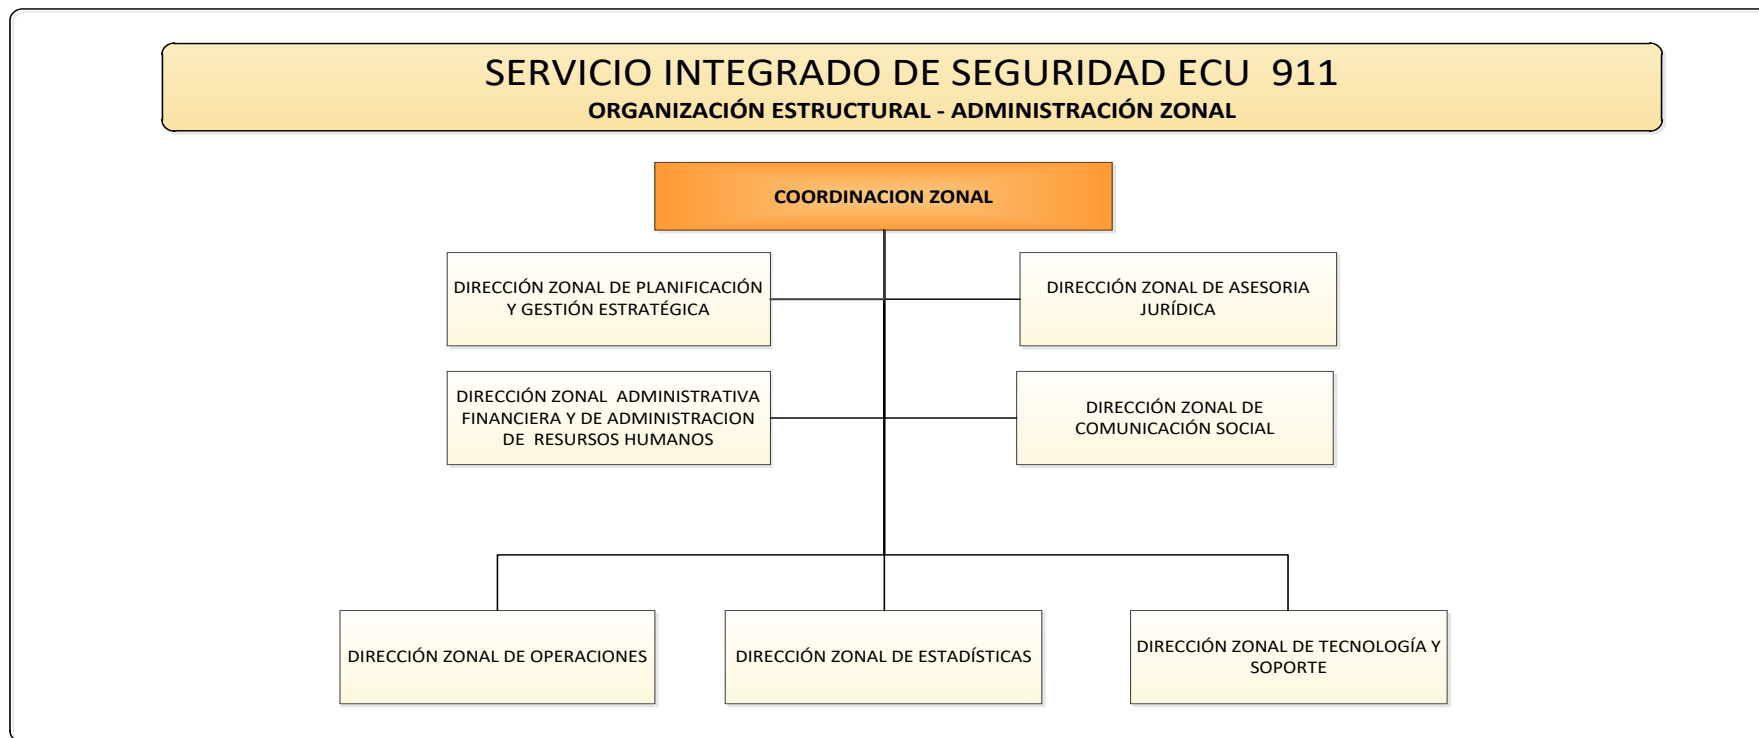 SERVICIO INTEGRADO DE SEGURIDAD ECU  911
ORGANIZACIÓN ESTRUCTURAL - ADMINISTRACIÓN ZONAL
COORDINACION ZONAL
DIRECCIÓN ZONAL DE PLANIFICACIÓN
Y GESTIÓN ESTRATÉGICA
DIRECCIÓN ZONAL DE ASESORIA
JURÍDICA
DIRECCIÓN ZONAL  ADMINISTRATIVA
FINANCIERA Y DE ADMINISTRACION
DE  RESURSOS HUMANOS
DIRECCIÓN ZONAL DE
COMUNICACIÓN SOCIAL
DIRECCIÓN ZONAL DE OPERACIONES
DIRECCIÓN ZONAL DE ESTADÍSTICAS
DIRECCIÓN ZONAL DE TECNOLOGÍA Y
SOPORTE